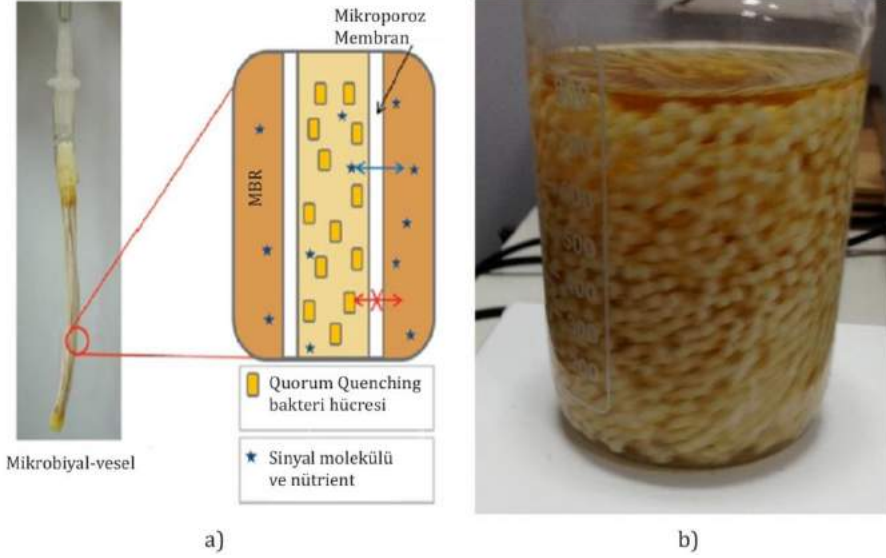 Mikroporoz
Membran
MBR
Quorum Quenching
bakteri hücresi
Sinyal molekülü
ve nütrient
Mikrobiyal-vesel
a)
b)